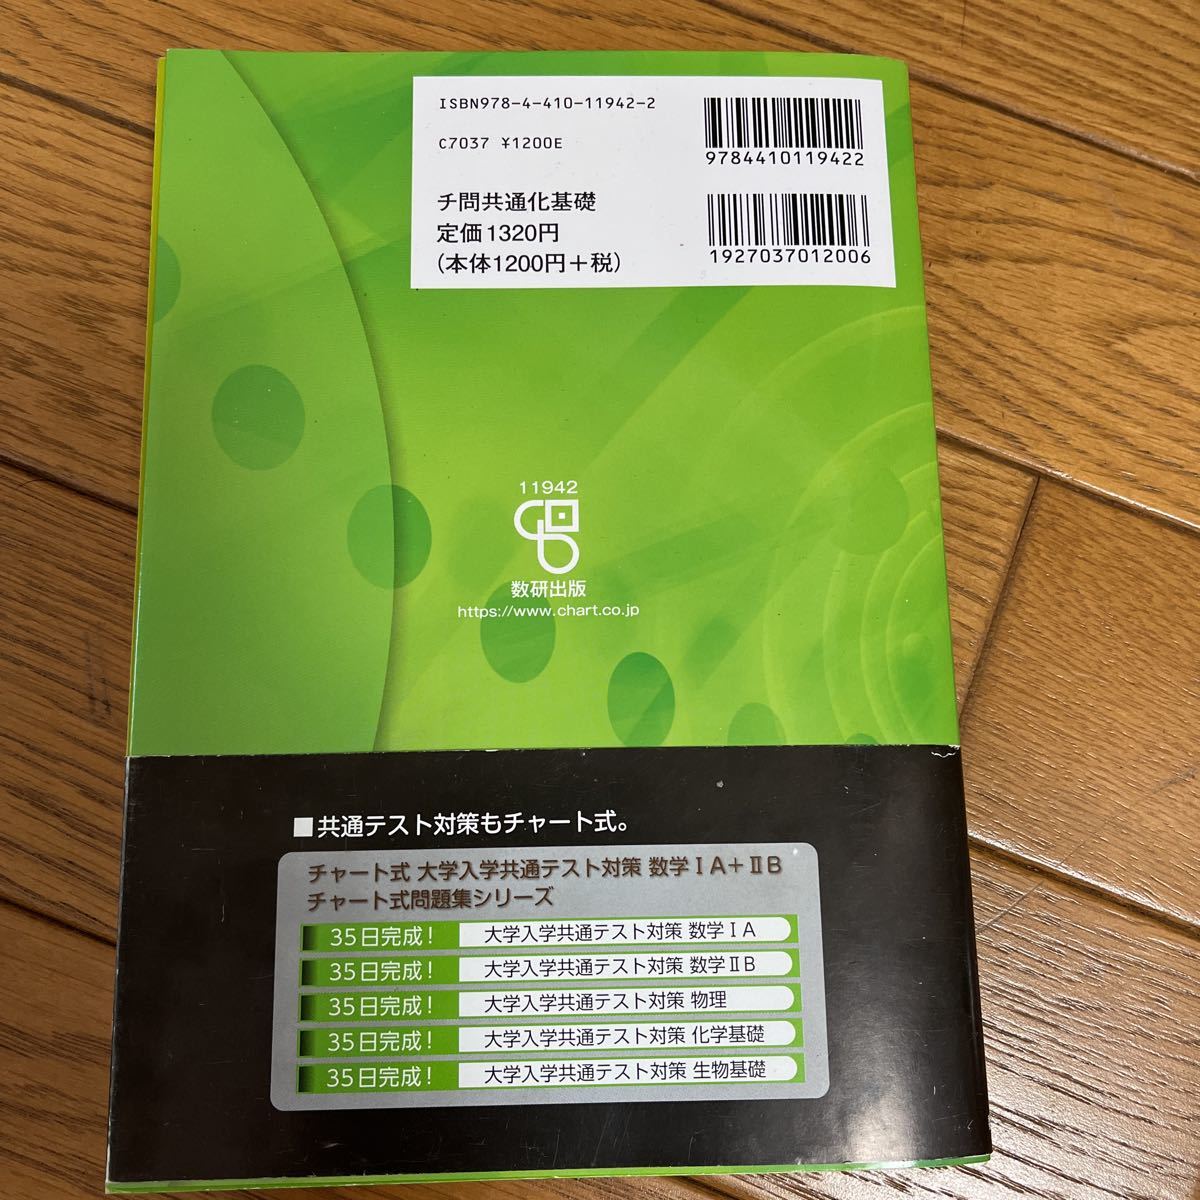 ISBN978-4-410-11942-2
C7037 ¥1200E
9784410119422
チ問共通化基礎
定価1320円
(本体1200円+税)
1927037012006
11942
数研出版
https://www.chart.co.jp
■共通テスト対策もチャート式。
チャート式 大学入学共通テスト対策 数学ⅠA+ⅡB
チャート式問題集シリーズ
35日完成! 大学入学共通テスト対策 数学ⅠA
35日完成! 大学入学共通テスト対策 数学ⅡB
35日完成! 大学入学共通テスト対策 物理
35日完成! 大学入学共通テスト対策 化学基礎
35日完成! 大学入学共通テスト対策 生物基礎